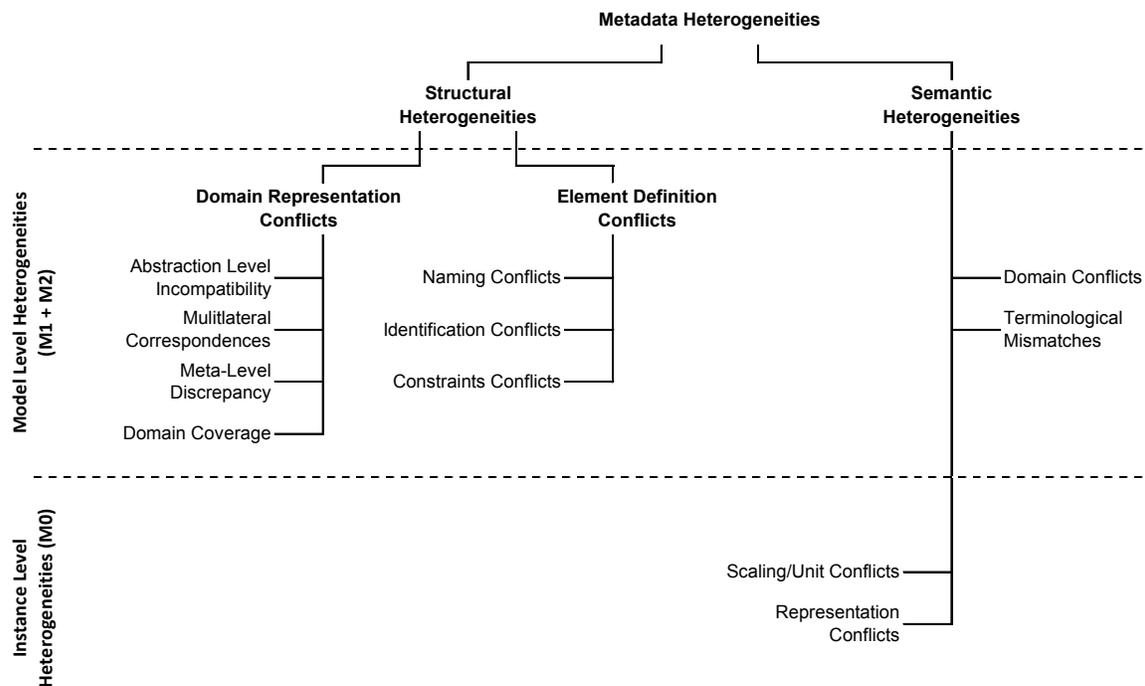 Metadata Heterogeneities
Structural
Heterogeneities
Semantic
Heterogeneities
Model Level Heterogeneities
(M1 + M2)
Domain Representation
Conflicts
Element Definition
Conflicts
Abstraction Level
Incompatibility
Mulitlateral
Correspondences
Meta-Level
Discrepancy
Domain Coverage
Naming Conflicts
Identification Conflicts
Constraints Conflicts
Domain Conflicts
Terminological
Mismatches
Instance Level
Heterogeneities (M0)
Scaling/Unit Conflicts
Representation
Conflicts